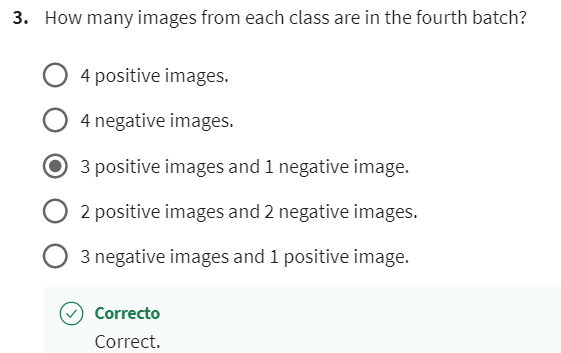 3. How many images from each class are in the fourth batch?
4 positive images.
4 negative images.
3 positive images and 1 negative image.
2 positive images and 2 negative images.
3 negative images and 1 positive image.
Correcto
Correct.